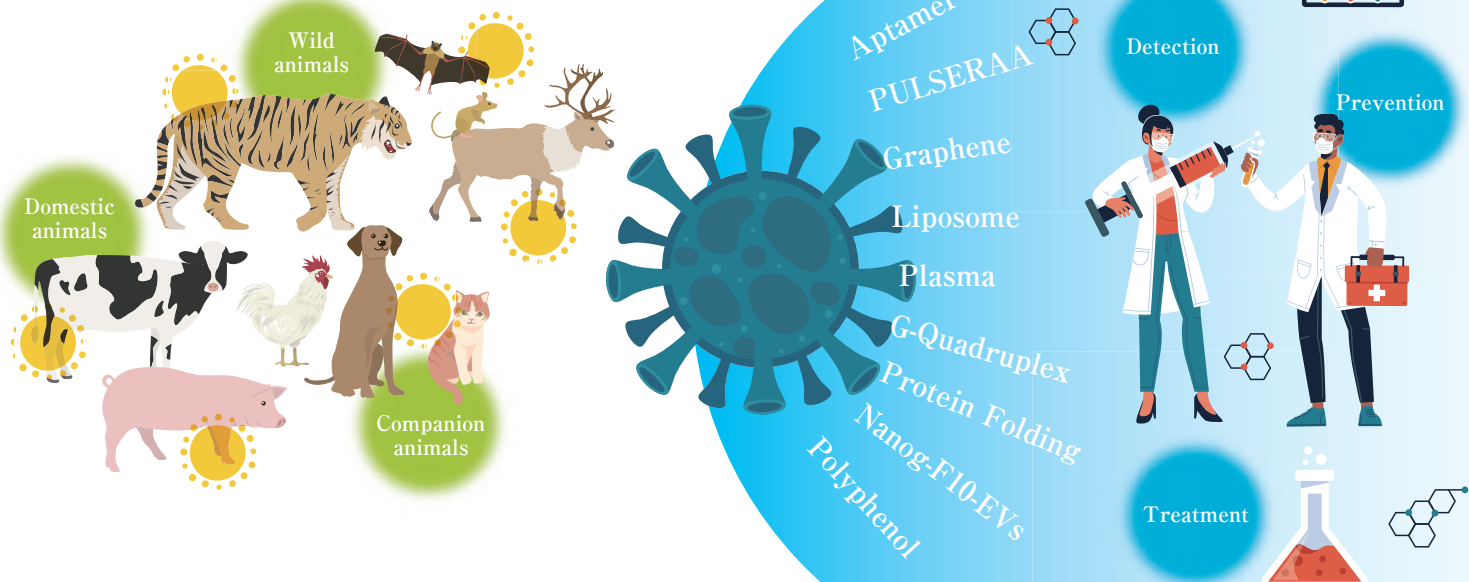 Wild
animals
Domestic
animals
Companion
animals
Aptamer
PULSERAA
Graphene
Liposome
Plasma
G-Quadruplex
Protein Folding
Nanog-F10-EVs
Polyphenol
Detection
Prevention
Treatment